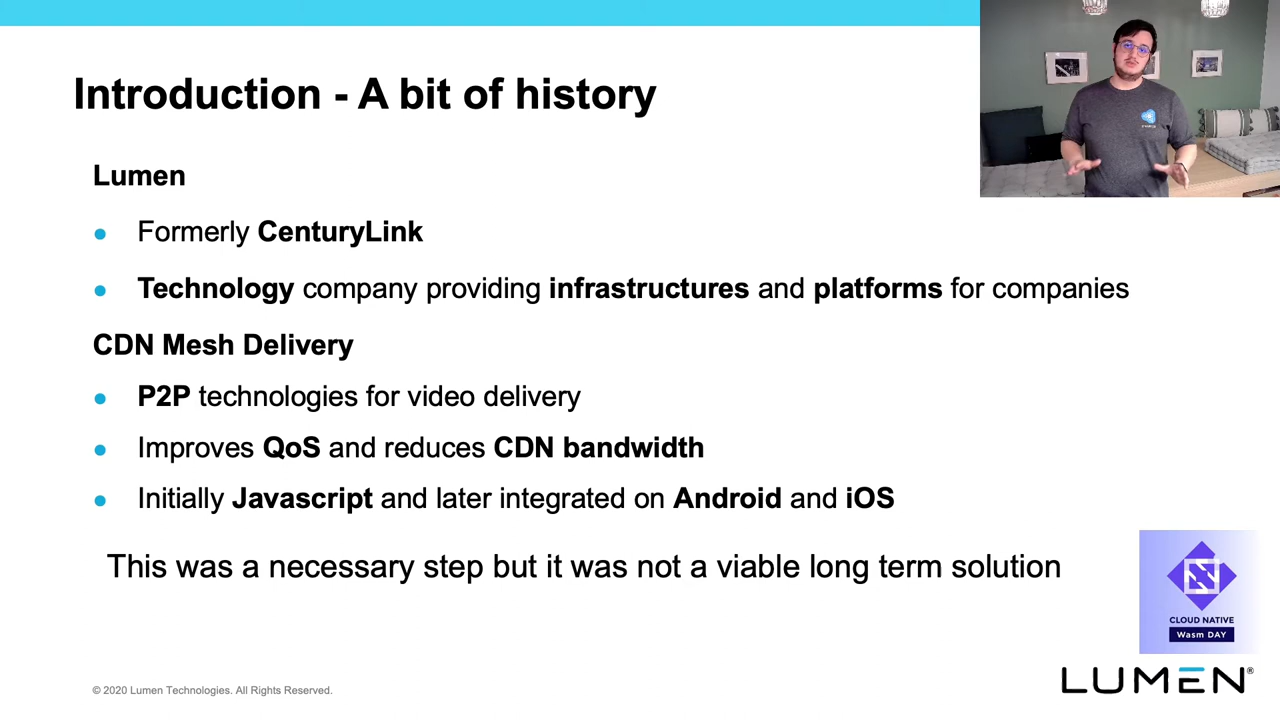 Introduction - A bit of history
Lumen
Formerly CenturyLink
Technology company providing infrastructures and platforms for companies
CDN Mesh Delivery
P2P technologies for video delivery
Improves QoS and reduces CDN bandwidth
Initially Javascript and later integrated on Android and iOS
This was a necessary step but it was not a viable long term solution
CLOUD NATIVE
Wasm DAY
© 2020 Lumen Technologies. All Rights Reserved.
LUMEN®